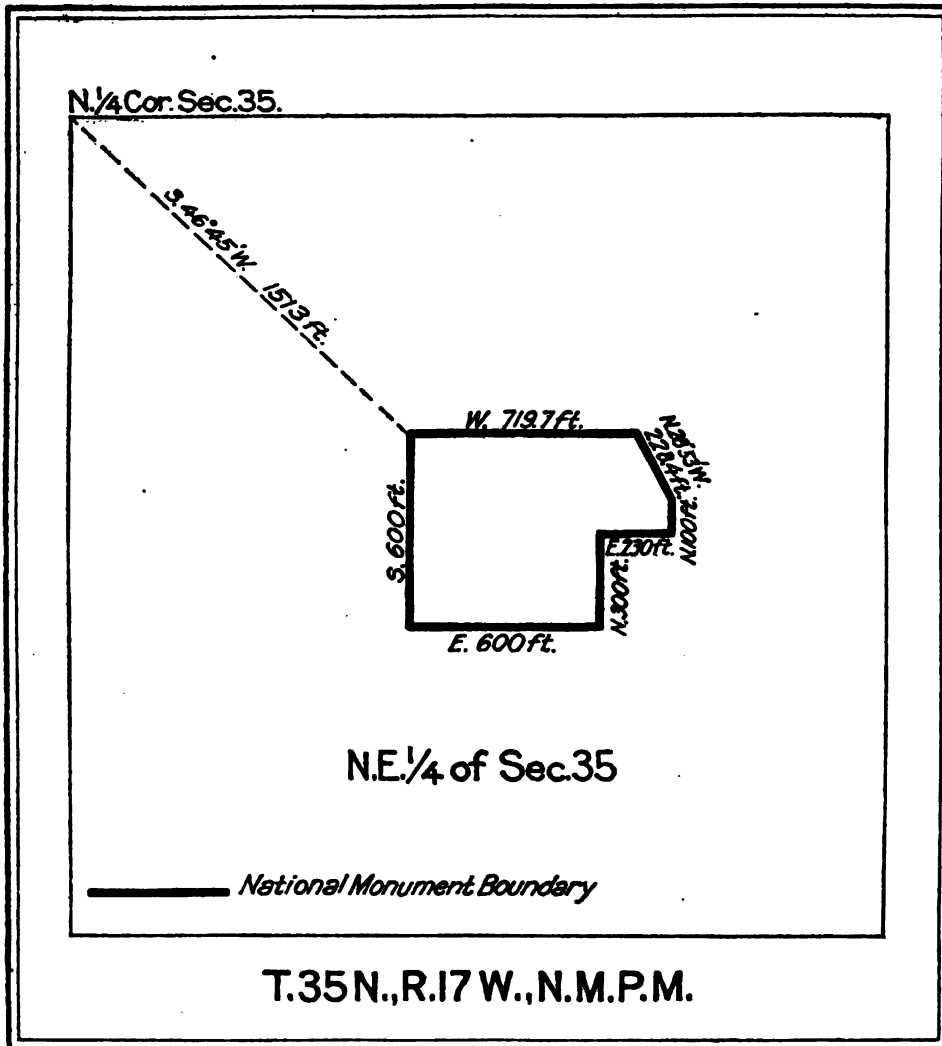 N.¼ Cor. Sec.35.
S.46°45'W. 1513 ft.
W. 719.7 ft.
N.28°53'W.
228.4 ft.
N.100 ft.
E.230 ft.
N.300 ft.
S. 600 ft.
E. 600 ft.
N.E.¼ of Sec.35
National Monument Boundary
T.35 N., R.17 W., N.M.P.M.